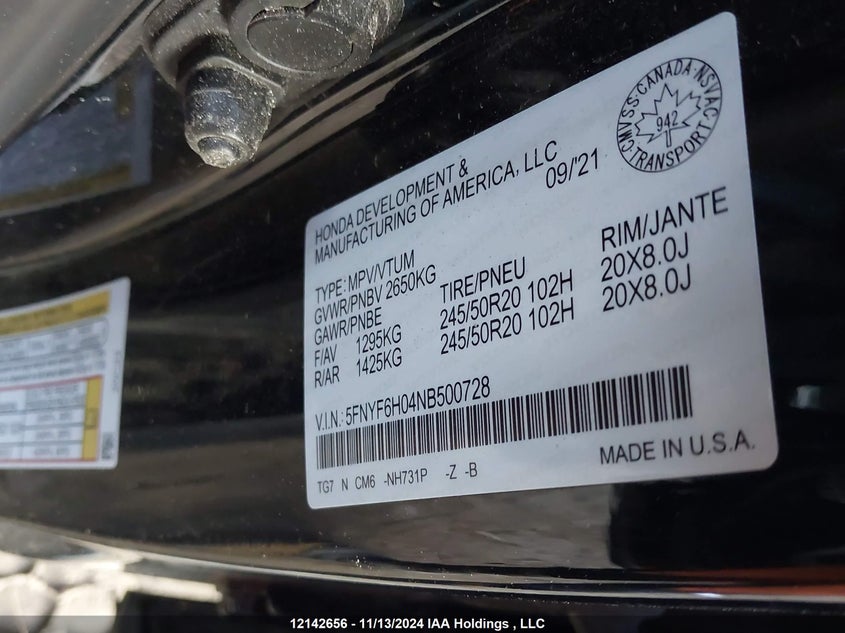 HONDA DEVELOPMENT &
MANUFACTURING OF AMERICA, LLC
09/'21
CMVSS·CANADA·NSVAC
942
TRANSPORT
TYPE: MPV/VTUM
GVWR/PNBV 2650KG
GAWR/PNBE TIRE/PNEU RIM/JANTE
F/AV 1295KG 245/50R20 102H 20X8.0J
R/AR 1425KG 245/50R20 102H 20X8.0J
V.I.N.: 5FNYF6H04NB500728
TG7 N CM6 -NH731P -Z -B
MADE IN U.S.A.
12142656 - 11/13/2024 IAA Holdings , LLC